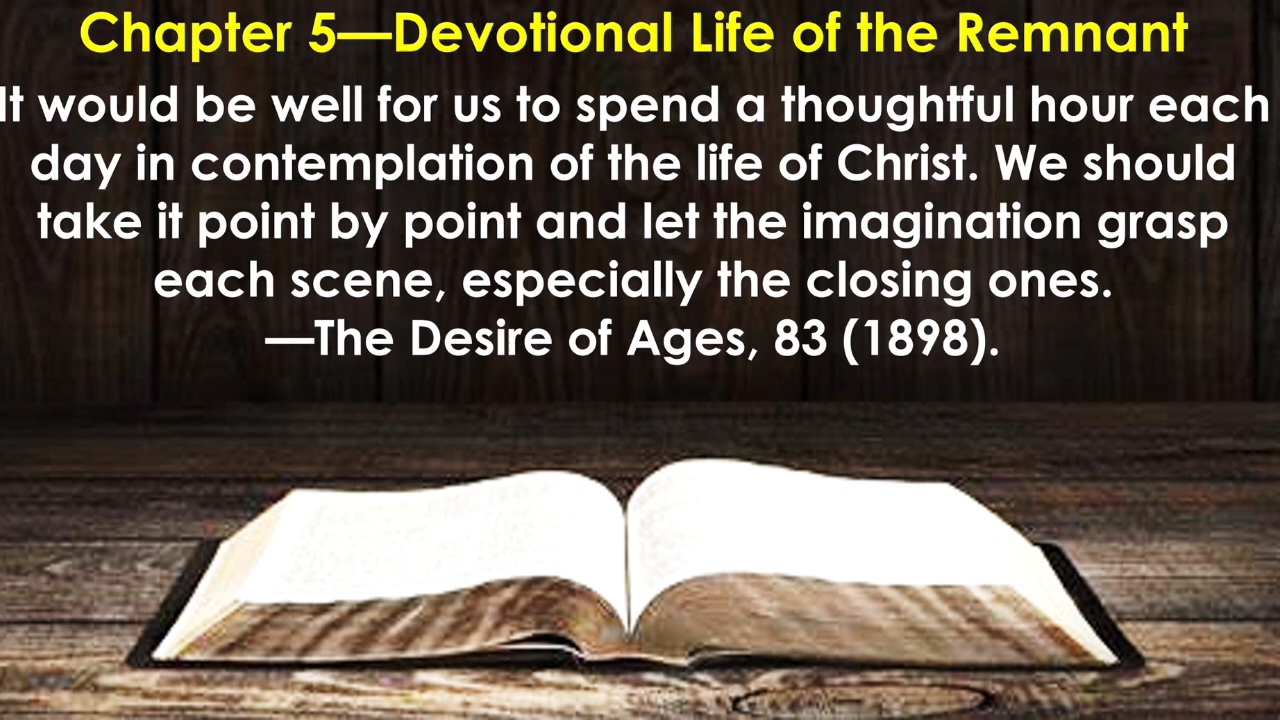 Chapter 5—Devotional Life of the Remnant
It would be well for us to spend a thoughtful hour each
day in contemplation of the life of Christ. We should
take it point by point and let the imagination grasp
each scene, especially the closing ones.
—The Desire of Ages, 83 (1898).